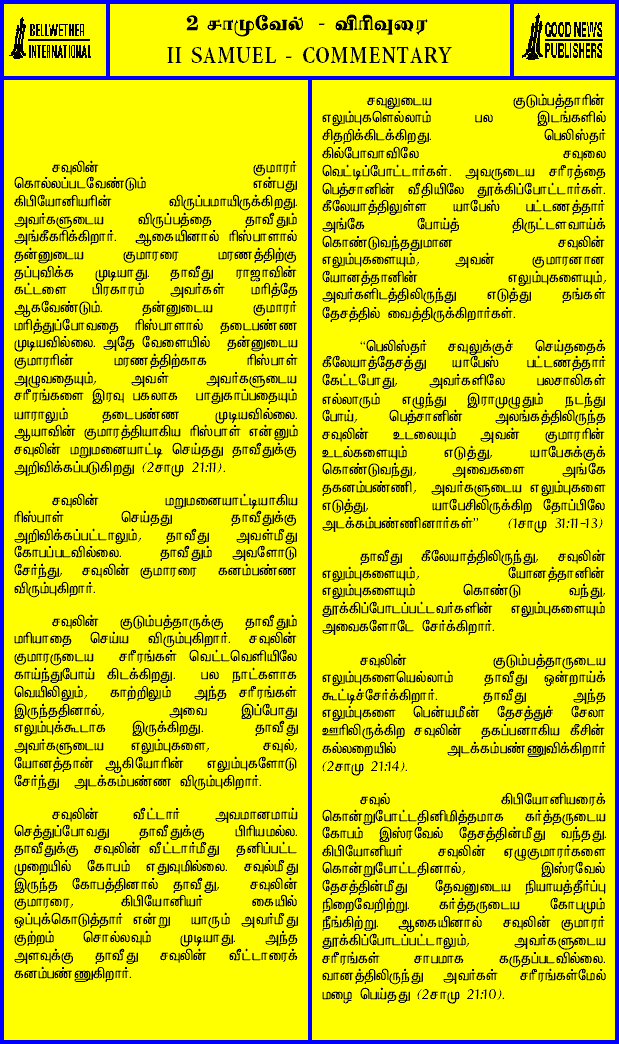 BELLWETHER
INTERNATIONAL
2 சாமுவேல் - விரிவுரை
II SAMUEL - COMMENTARY
GOOD NEWS
PUBLISHERS
சவுலின் குமாரர்
கொல்லப்படவேண்டும் என்பது
கிபியோனியரின் விருப்பமாயிருக்கிறது.
அவர்களுடைய விருப்பத்தை தாவீதும்
அங்கீகரிக்கிறார். ஆகையினால் ரிஸ்பாளால்
தன்னுடைய குமாரரை மரணத்திற்கு
தப்புவிக்க முடியாது. தாவீது ராஜாவின்
கட்டளை பிரகாரம் அவர்கள் மரித்தே
ஆகவேண்டும். தன்னுடைய குமாரர்
மரித்துப்போவதை ரிஸ்பாளால் தடைபண்ண
முடியவில்லை. அதே வேளையில் தன்னுடைய
குமாரரின் மரணத்திற்காக ரிஸ்பாள்
அழுவதையும், அவள் அவர்களுடைய
சரீரங்களை இரவு பகலாக பாதுகாப்பதையும்
யாராலும் தடைபண்ண முடியவில்லை.
ஆயாவின் குமாரத்தியாகிய ரிஸ்பாள் என்னும்
சவுலின் மறுமனையாட்டி செய்தது தாவீதுக்கு
அறிவிக்கப்படுகிறது (2சாமு 21:11).
சவுலின் மறுமனையாட்டியாகிய
ரிஸ்பாள் செய்தது தாவீதுக்கு
அறிவிக்கப்பட்டாலும், தாவீது அவள்மீது
கோபப்படவில்லை. தாவீதும் அவளோடு
சேர்ந்து, சவுலின் குமாரரை கனம்பண்ண
விரும்புகிறார்.
சவுலின் குடும்பத்தாருக்கு தாவீதும்
மரியாதை செய்ய விரும்புகிறார். சவுலின்
குமாரருடைய சரீரங்கள் வெட்டவெளியிலே
காய்ந்துபோய் கிடக்கிறது. பல நாட்களாக
வெயிலிலும், காற்றிலும் அந்த சரீரங்கள்
இருந்ததினால், அவை இப்போது
எலும்புக்கூடாக இருக்கிறது. தாவீது
அவர்களுடைய எலும்புகளை, சவுல்,
யோனத்தான் ஆகியோரின் எலும்புகளோடு
சேர்ந்து அடக்கம்பண்ண விரும்புகிறார்.
சவுலின் வீட்டார் அவமானமாய்
செத்துப்போவது தாவீதுக்கு பிரியமல்ல.
தாவீதுக்கு சவுலின் வீட்டார்மீது தனிப்பட்ட
முறையில் கோபம் எதுவுமில்லை. சவுல்மீது
இருந்த கோபத்தினால் தாவீது, சவுலின்
குமாரரை, கிபியோனியர் கையில்
ஒப்புக்கொடுத்தார் என்று யாரும் அவர்மீது
குற்றம் சொல்லவும் முடியாது. அந்த
அளவுக்கு தாவீது சவுலின் வீட்டாரைக்
கனம்பண்ணுகிறார்.
சவுலுடைய குடும்பத்தாரின்
எலும்புகளெல்லாம் பல இடங்களில்
சிதறிக்கிடக்கிறது. பெலிஸ்தர்
கில்போவாவிலே சவுலை
வெட்டிப்போட்டார்கள். அவருடைய சரீரத்தை
பெத்சானின் வீதியிலே தூக்கிப்போட்டார்கள்.
கீலேயாத்திலுள்ள யாபேஸ் பட்டணத்தார்
அங்கே போய்த் திருட்டளவாய்க்
கொண்டுவந்ததுமான சவுலின்
எலும்புகளையும், அவன் குமாரனான
யோனத்தானின் எலும்புகளையும்,
அவர்களிடத்திலிருந்து எடுத்து தங்கள்
தேசத்தில் வைத்திருக்கிறார்கள்.
“பெலிஸ்தர் சவுலுக்குச் செய்ததைக்
கீலேயாத்தேசத்து யாபேஸ் பட்டணத்தார்
கேட்டபோது, அவர்களிலே பலசாலிகள்
எல்லாரும் எழுந்து இராமுழுதும் நடந்து
போய், பெத்சானின் அலங்கத்திலிருந்த
சவுலின் உடலையும் அவன் குமாரரின்
உடல்களையும் எடுத்து, யாபேசுக்குக்
கொண்டுவந்து, அவைகளை அங்கே
தகனம்பண்ணி, அவர்களுடைய எலும்புகளை
எடுத்து, யாபேசிலிருக்கிற தோப்பிலே
அடக்கம்பண்ணினார்கள்” (1சாமு 31:11-13)
தாவீது கீலேயாத்திலிருந்து, சவுலின்
எலும்புகளையும், யோனத்தானின்
எலும்புகளையும் கொண்டு வந்து,
தூக்கிப்போடப்பட்டவர்களின் எலும்புகளையும்
அவைகளோடே சேர்க்கிறார்.
சவுலின் குடும்பத்தாருடைய
எலும்புகளையெல்லாம் தாவீது ஒன்றாய்க்
கூட்டிச்சேர்க்கிறார். தாவீது அந்த
எலும்புகளை பென்யமீன் தேசத்துச் சேலா
ஊரிலிருக்கிற சவுலின் தகப்பனாகிய கீசின்
கல்லறையில் அடக்கம்பண்ணுவிக்கிறார்
(2சாமு 21:14).
சவுல் கிபியோனியரைக்
கொன்றுபோட்டதினிமித்தமாக கர்த்தருடைய
கோபம் இஸ்ரவேல் தேசத்தின்மீது வந்தது.
கிபியோனியர் சவுலின் ஏழுகுமாரர்களை
கொன்றுபோட்டதினால், இஸ்ரவேல்
தேசத்தின்மீது தேவனுடைய நியாயத்தீர்ப்பு
நிறைவேறிற்று. கர்த்தருடைய கோபமும்
நீங்கிற்று. ஆகையினால் சவுலின் குமாரர்
தூக்கிப்போடப்பட்டாலும், அவர்களுடைய
சரீரங்கள் சாபமாக கருதப்படவில்லை.
வானத்திலிருந்து அவர்கள் சரீரங்கள்மேல்
மழை பெய்தது (2சாமு 21:10).